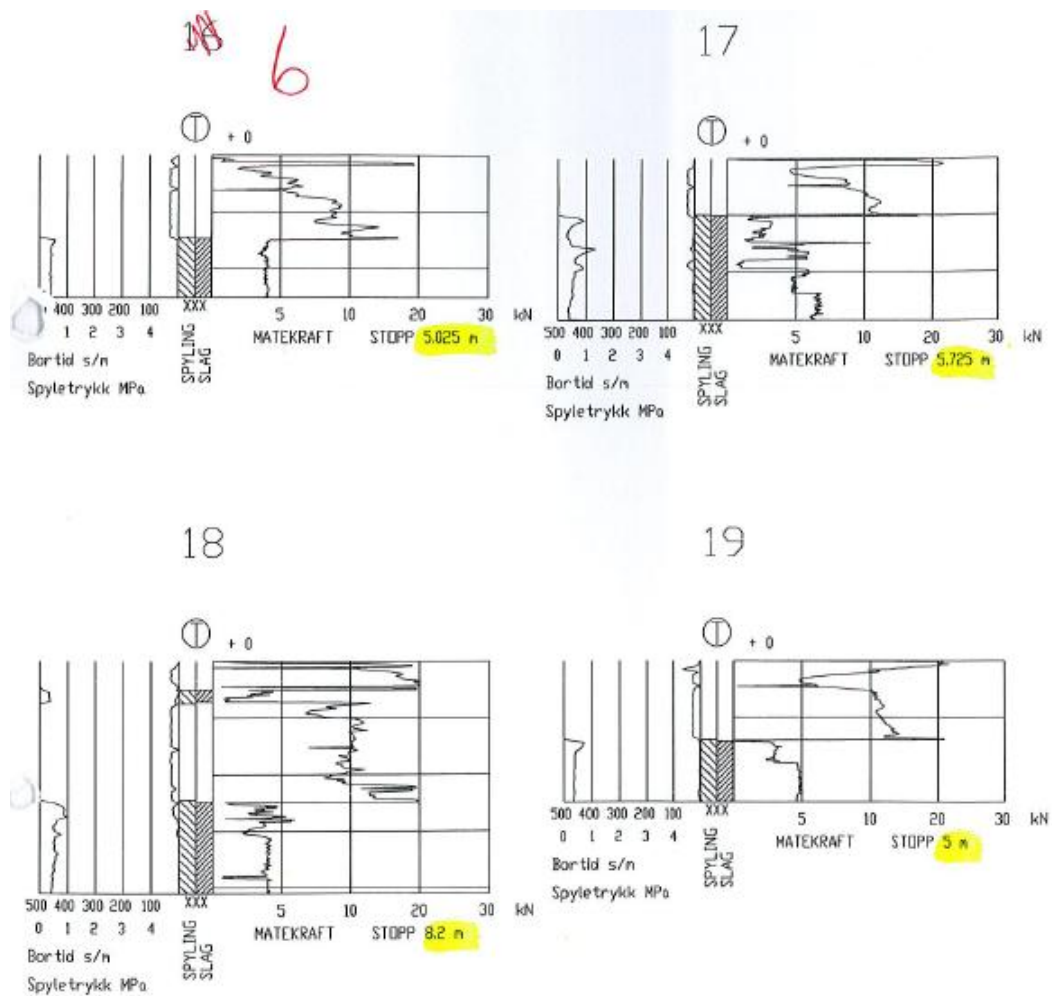 16 6
+ 0
400 300 200 100 XXX 5 10 20 30 kN
1 2 3 4 SPYLING SLAG MATEKRAFT STOPP 5.025 m
Bortid s/m
Spyletrykk MPa
17
+ 0
500 400 300 200 100 XXX 5 10 20 30 kN
0 1 2 3 4 SPYLING SLAG MATEKRAFT STOPP 5.725 m
Bortid s/m
Spyletrykk MPa
18
+ 0
500 400 300 200 100 XXX 5 10 20 30 kN
0 1 2 3 4 SPYLING SLAG MATEKRAFT STOPP 8.2 m
Bortid s/m
Spyletrykk MPa
19
+ 0
500 400 300 200 100 XXX 5 10 20 30 kN
0 1 2 3 4 SPYLING SLAG MATEKRAFT STOPP 5 m
Bortid s/m
Spyletrykk MPa